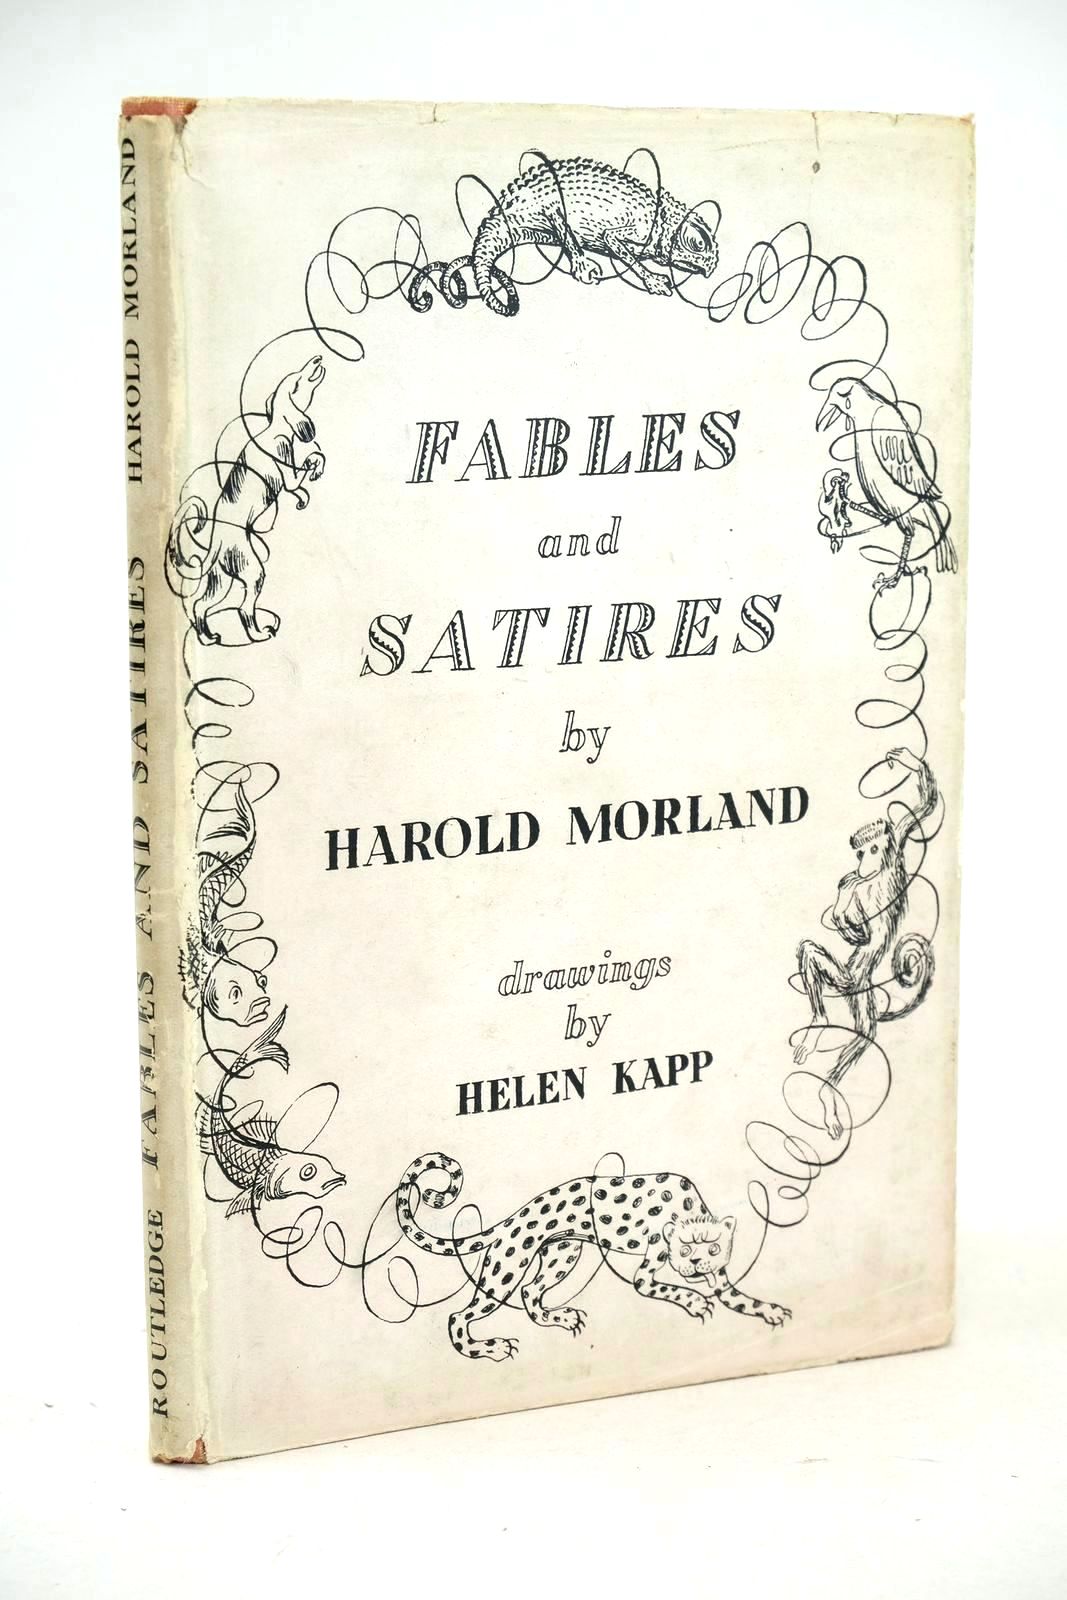 FABLES
and
SATIRES
by
HAROLD MORLAND
drawings
by
HELEN KAPP
ROUTLEDGE FABLES AND SATIRES HAROLD MORLAND